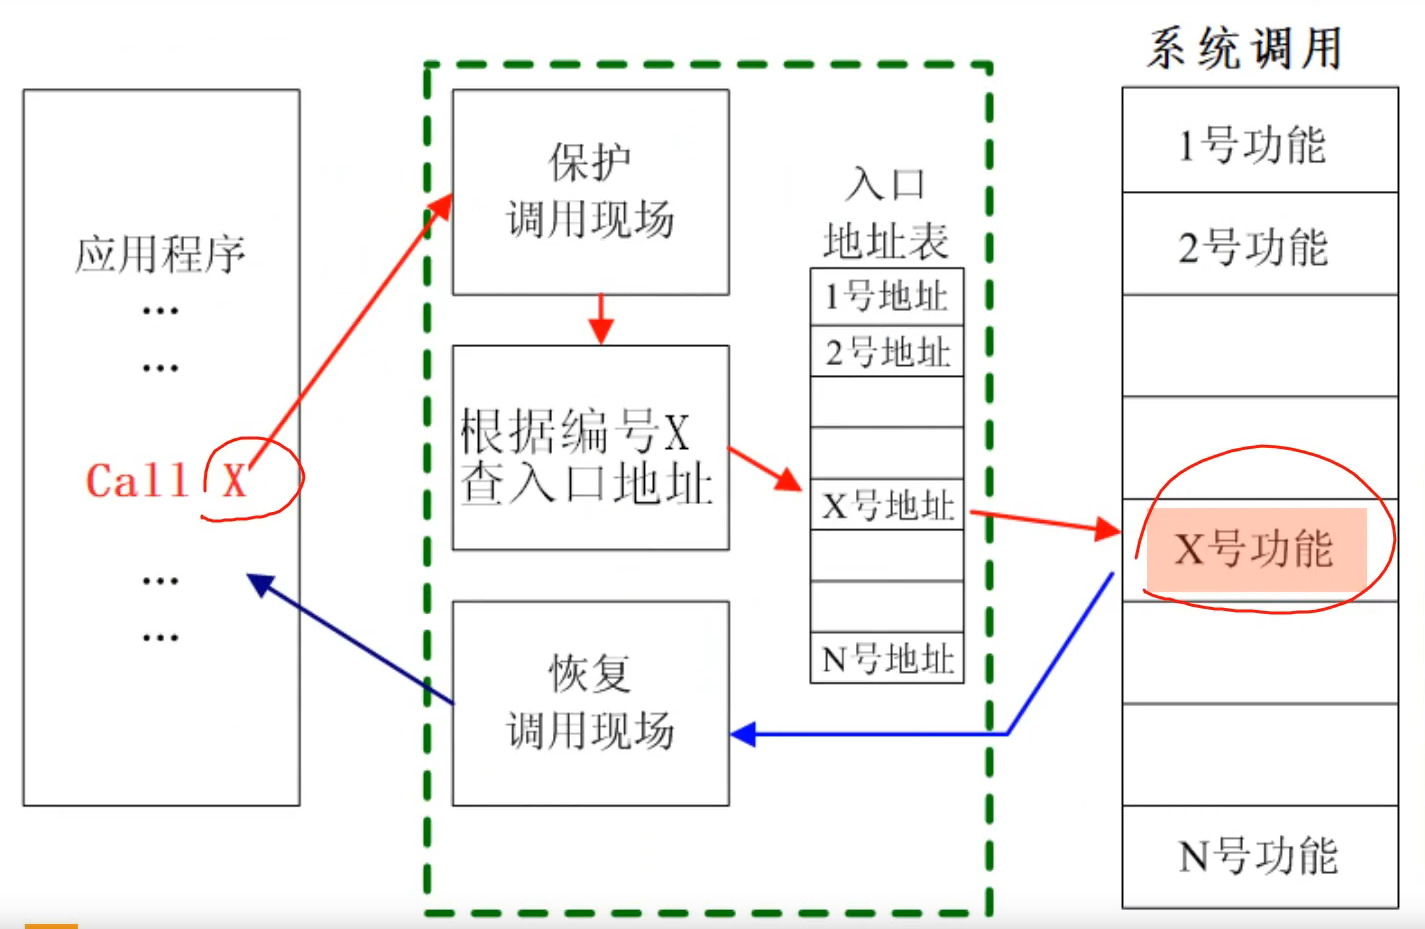 系统调用
应用程序
...
...
Call X
...
...
保护
调用现场
根据编号X
查入口地址
恢复
调用现场
入口
地址表
1号地址
2号地址
X号地址
N号地址
1号功能
2号功能
X号功能
N号功能